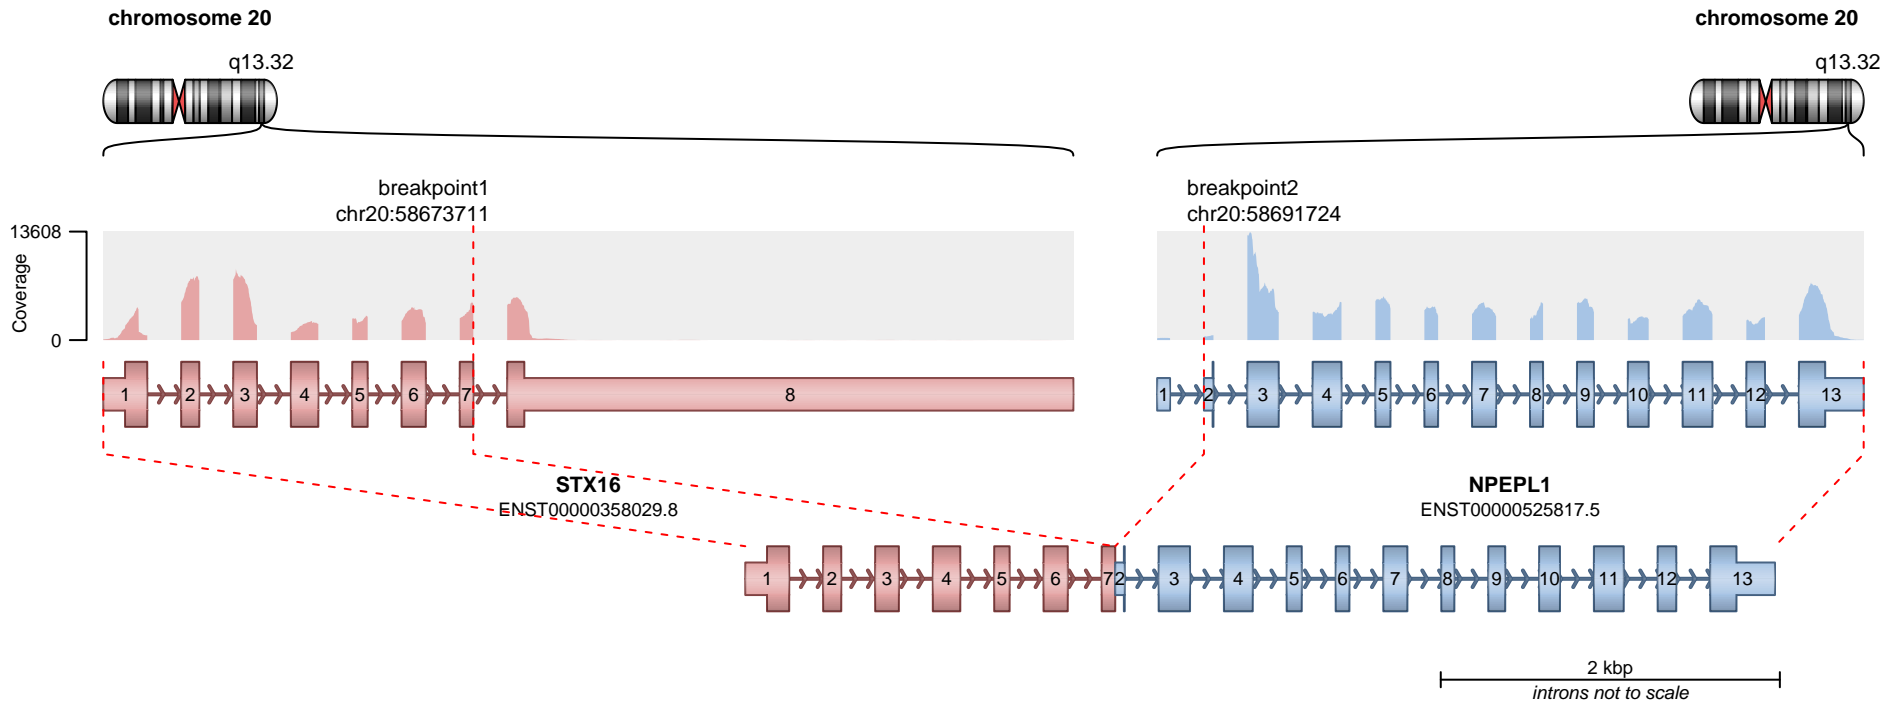 chromosome 20
chromosome 20
q13.32
q13.32
breakpoint1
chr20:58673711
breakpoint2
chr20:58691724
13608
Coverage
0
1 2 3 4 5 6 7 8
1 2 3 4 5 6 7 8 9 10 11 12 13
STX16
ENST00000358029.8
NPEPL1
ENST00000525817.5
1 2 3 4 5 6 7 2 3 4 5 6 7 8 9 10 11 12 13
2 kbp
introns not to scale